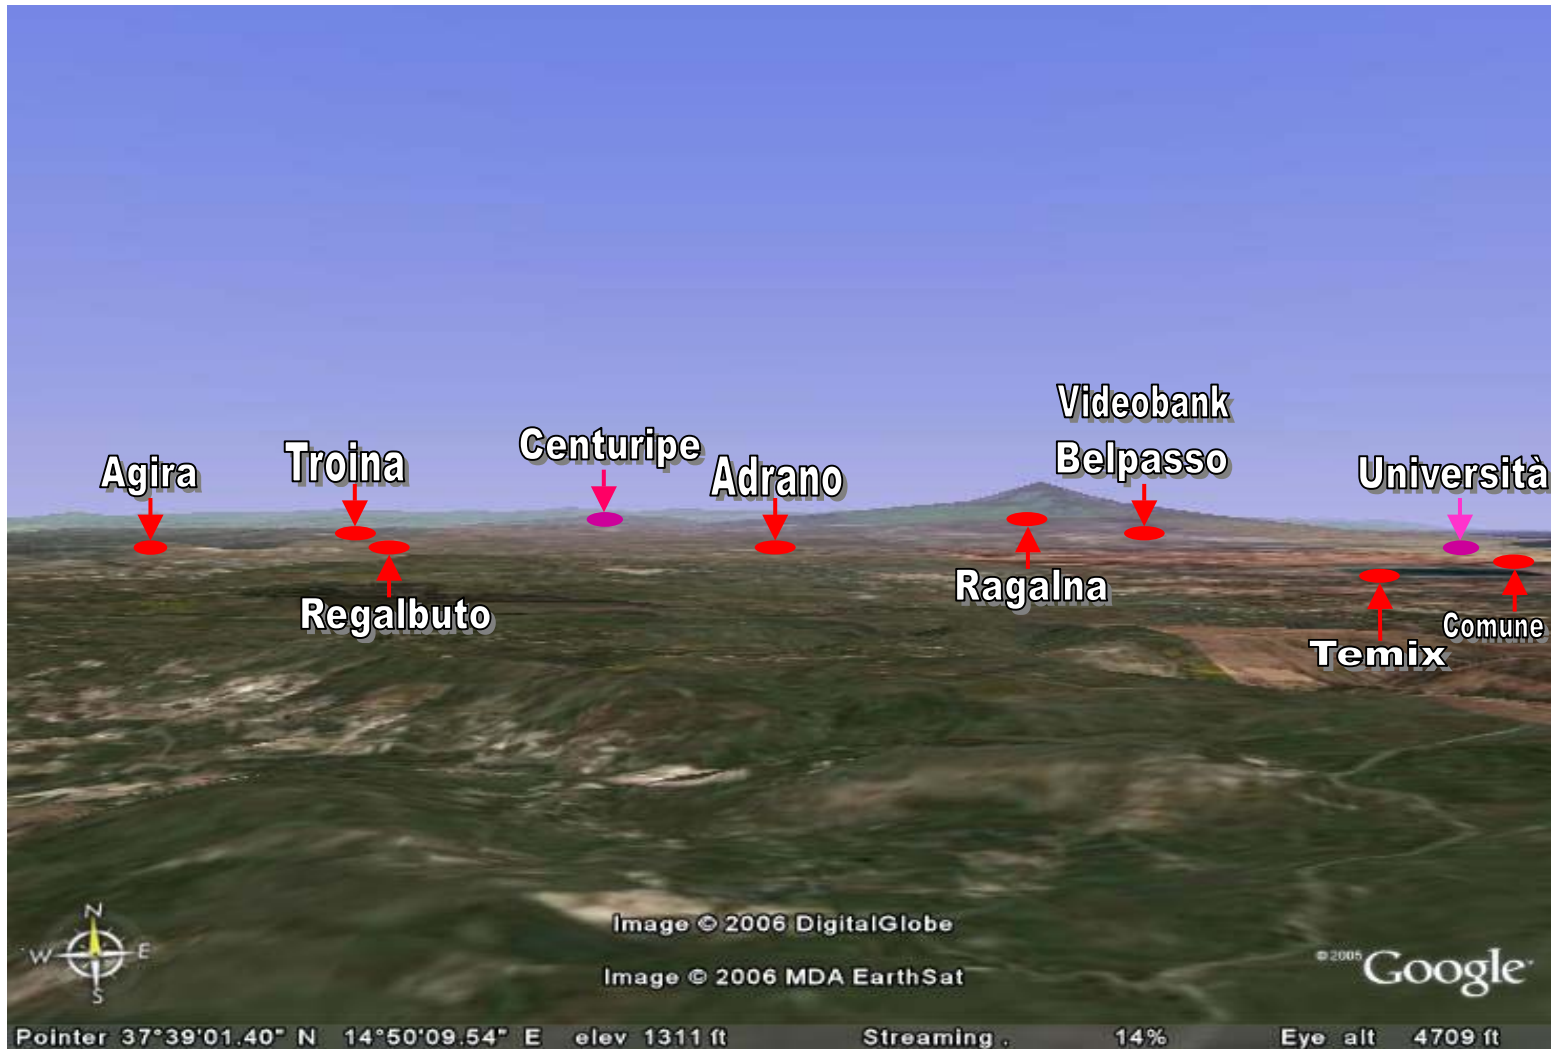 Videobank
Agira
Troina
Centuripe
Adrano
Belpasso
Università
Regalbuto
Ragalna
Temix
Comune
N
W E
S
Image © 2006 DigitalGlobe
Image © 2006 MDA EarthSat
©2005 Google
Pointer 37°39'01.40" N 14°50'09.54" E elev 1311 ft Streaming . 14% Eye alt 4709 ft